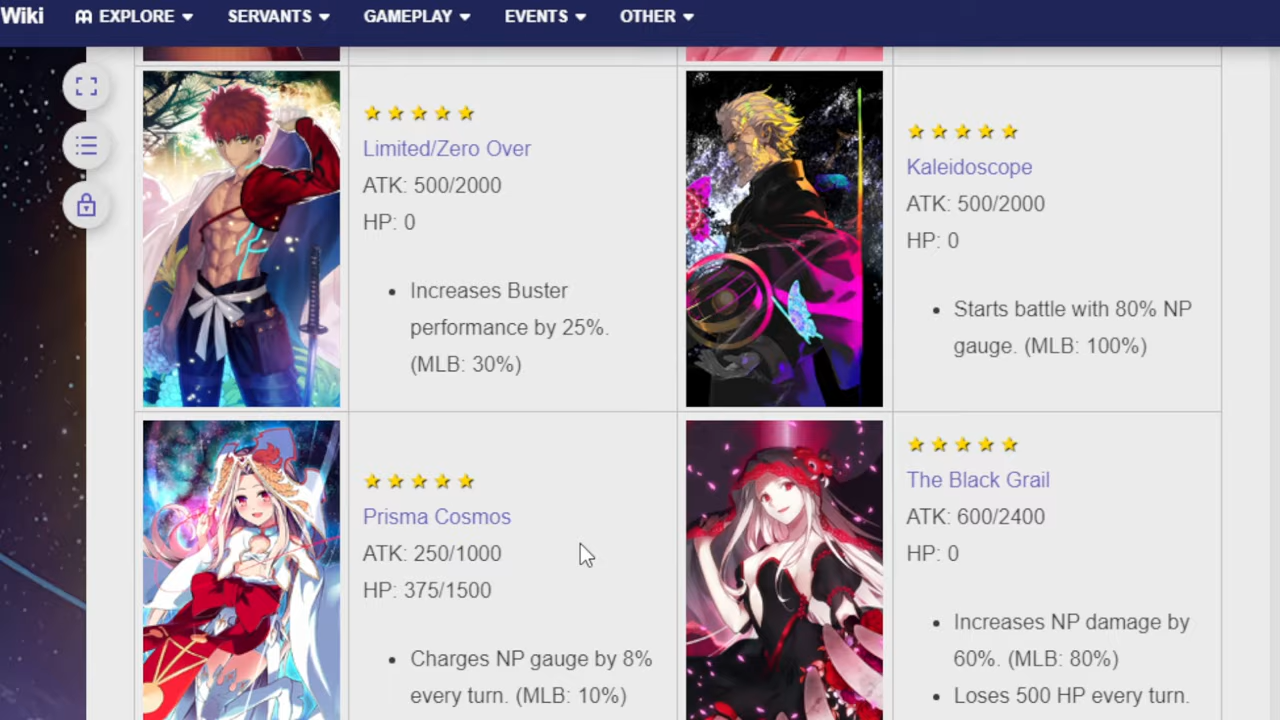 Wiki EXPLORE SERVANTS GAMEPLAY EVENTS OTHER
Limited/Zero Over
ATK: 500/2000
HP: 0
Increases Buster
performance by 25%.
(MLB: 30%)
Kaleidoscope
ATK: 500/2000
HP: 0
Starts battle with 80% NP
gauge. (MLB: 100%)
Prisma Cosmos
ATK: 250/1000
HP: 375/1500
Charges NP gauge by 8%
every turn. (MLB: 10%)
The Black Grail
ATK: 600/2400
HP: 0
Increases NP damage by
60%. (MLB: 80%)
Loses 500 HP every turn.